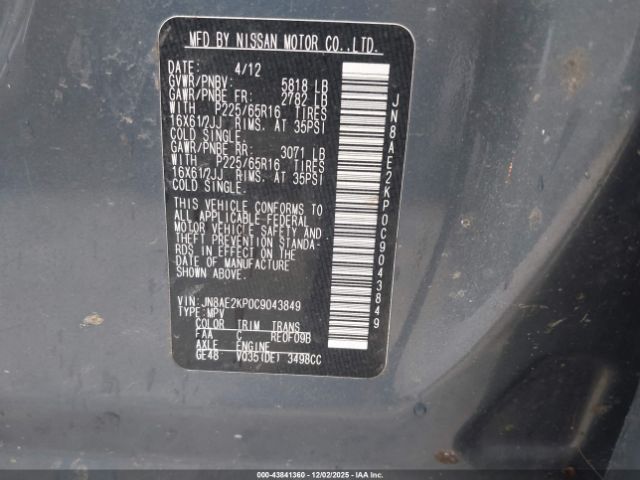 MFD BY NISSAN MOTOR CO.,LTD.
DATE: 4/12
GVWR/PNBV: 5818 LB
GAWR/PNBE FR: 2782 LB
WITH P225/65R16 TIRES
16X61/2JJ RIMS. AT 35PSI
COLD SINGLE.
GAWR/PNBE RR: 3071 LB
WITH P225/65R16 TIRES
16X61/2JJ RIMS. AT 35PSI
COLD SINGLE.
THIS VEHICLE CONFORMS TO
ALL APPLICABLE FEDERAL
MOTOR VEHICLE SAFETY AND
THEFT PREVENTION STANDA-
RDS IN EFFECT ON THE
DATE OF MANUFACTURE
SHOWN ABOVE.
VIN: JN8AE2KP0C9043849
TYPE: MPV
COLOR TRIM TRANS
FAA C RE0F09B
AXLE ENGINE
GE48 VQ35(DE) 3498CC
JN8AE2KP0C9043849
000-43841360 - 12/02/2025 - IAAI.COM